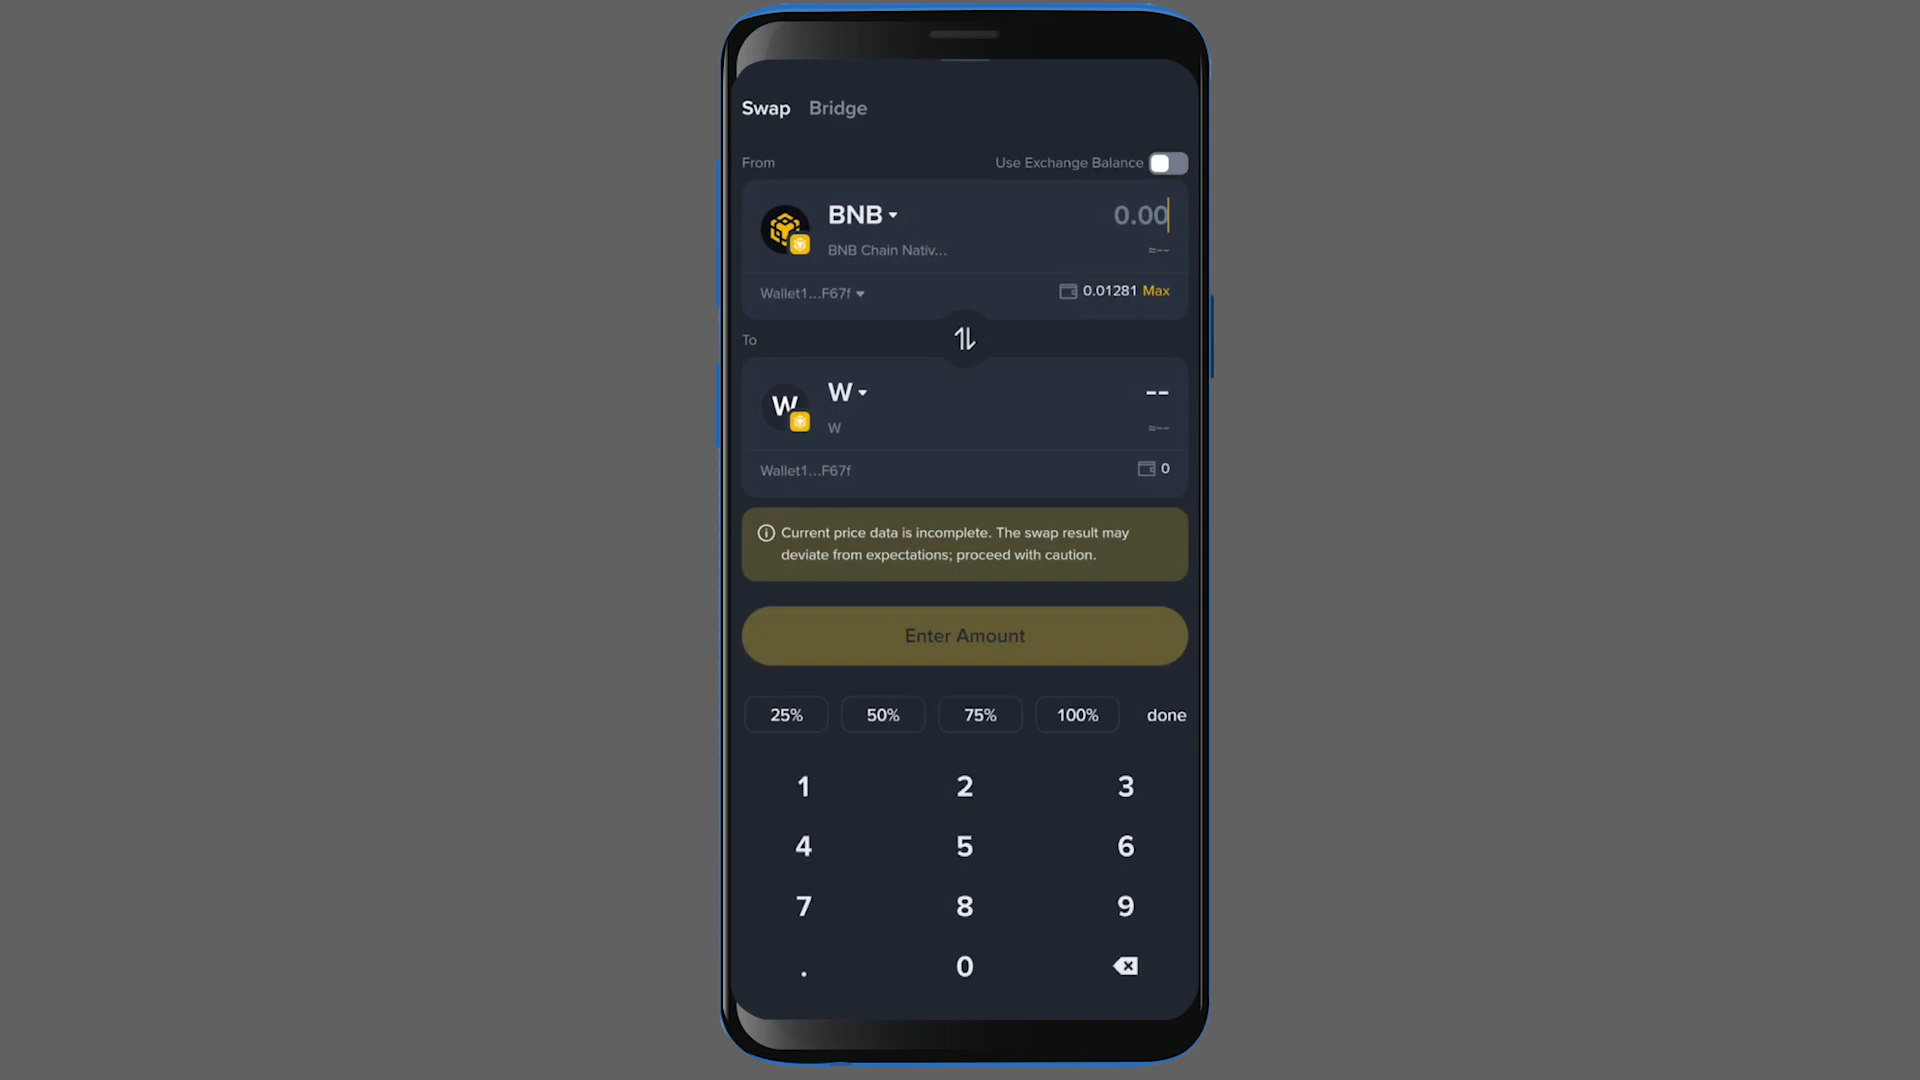 Swap Bridge
From Use Exchange Balance
BNB 0.00
BNB Chain Nativ... ≈--
Wallet1...F67f 0.01281 Max
To
W W --
W ≈--
Wallet1...F67f 0
Current price data is incomplete. The swap result may
deviate from expectations; proceed with caution.
Enter Amount
25% 50% 75% 100% done
1 2 3
4 5 6
7 8 9
. 0